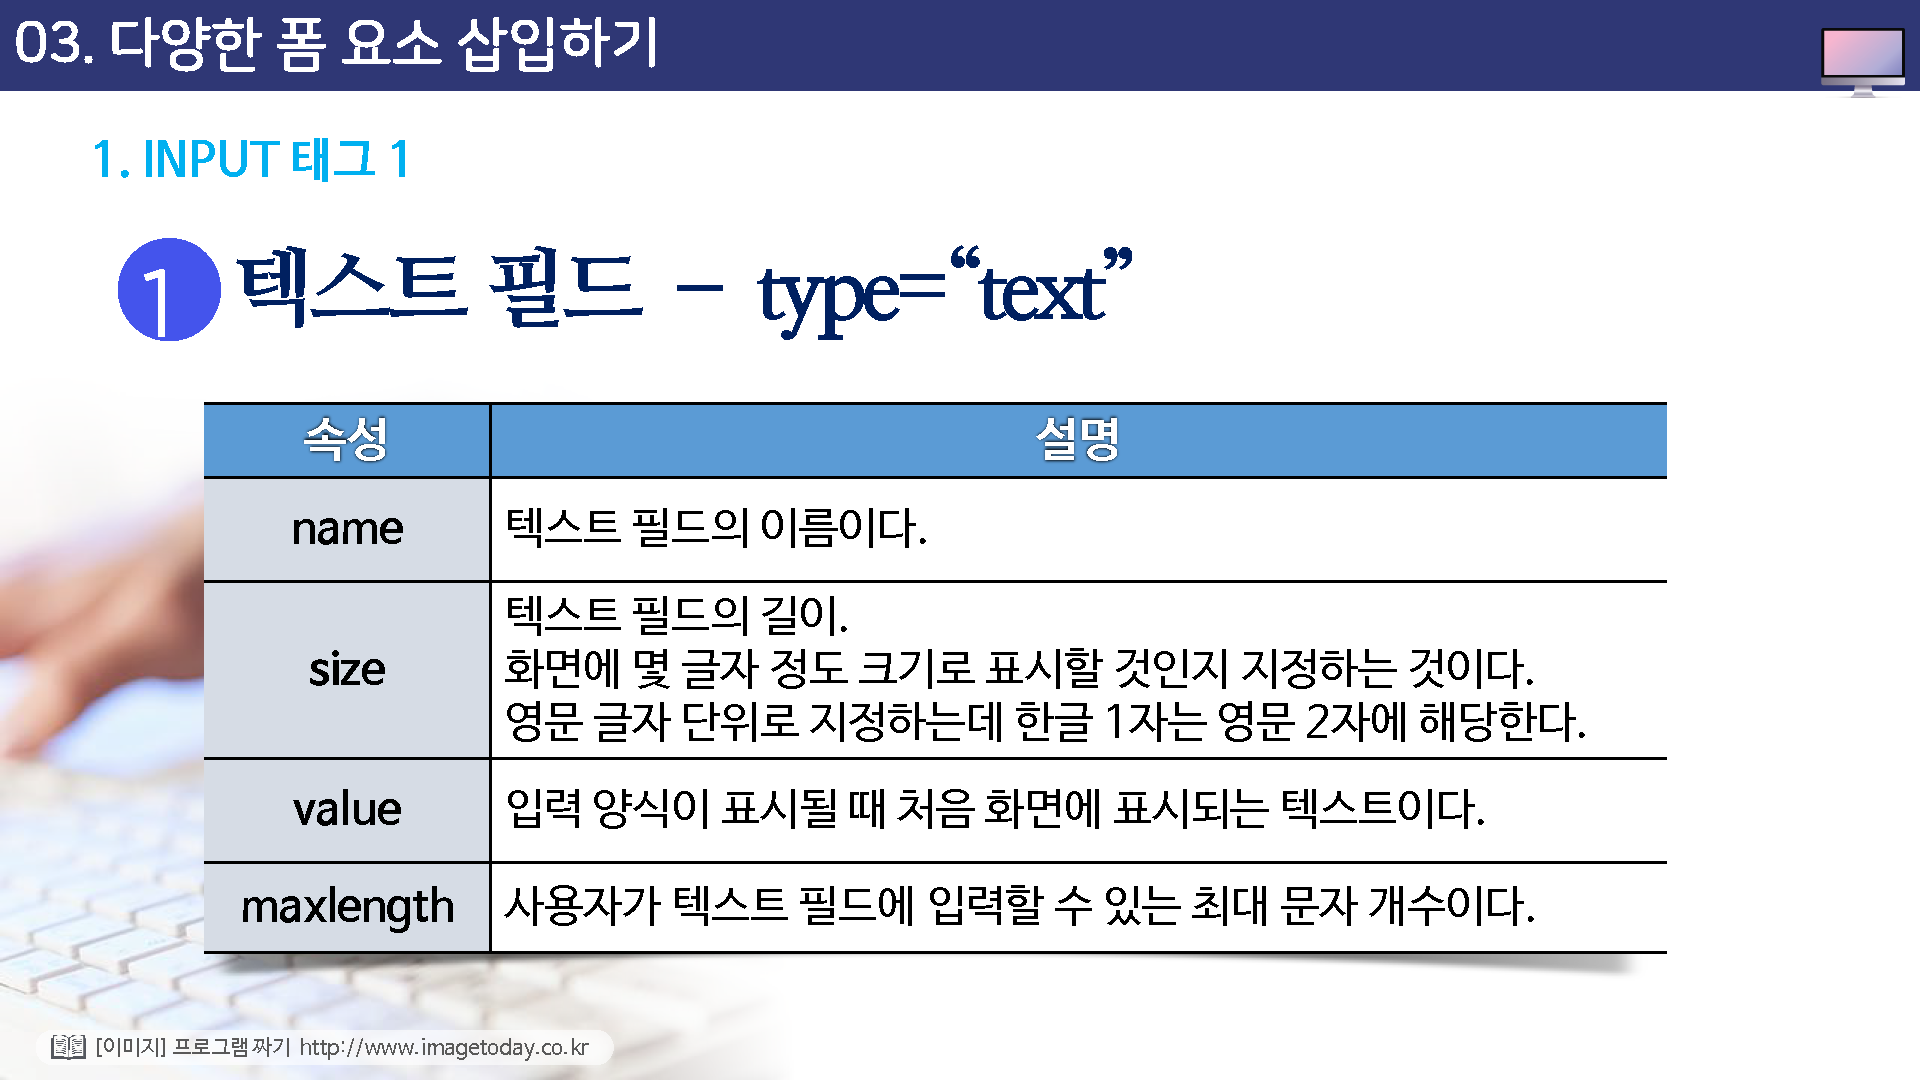 03. 다양한 폼 요소 삽입하기
1. INPUT 태그 1
1 텍스트 필드 - type=“text”
속성 설명
name 텍스트 필드의 이름이다.
텍스트 필드의 길이.
size 화면에 몇 글자 정도 크기로 표시할 것인지 지정하는 것이다.
영문 글자 단위로 지정하는데 한글 1자는 영문 2자에 해당한다.
value 입력 양식이 표시될 때 처음 화면에 표시되는 텍스트이다.
maxlength 사용자가 텍스트 필드에 입력할 수 있는 최대 문자 개수이다.
[이미지] 프로그램 짜기 http://www.imagetoday.co.kr